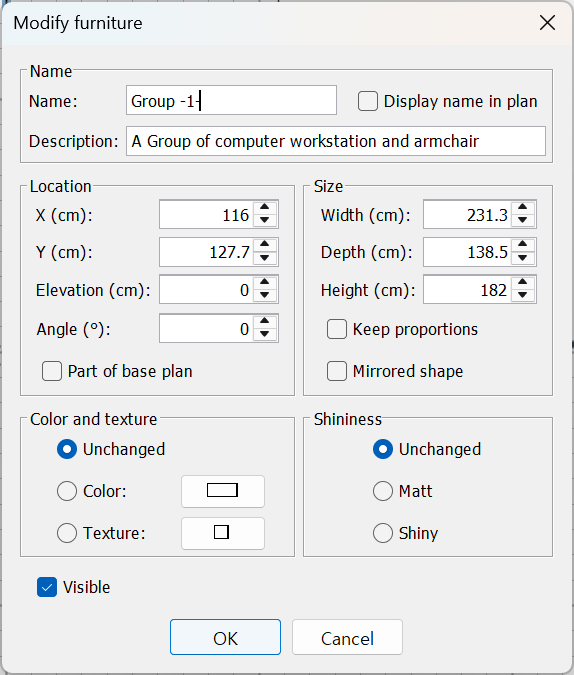 Modify furniture
Name
Name: Group -1- Display name in plan
Description: A Group of computer workstation and armchair
Location
X (cm): 116
Y (cm): 127.7
Elevation (cm): 0
Angle (°): 0
Part of base plan
Size
Width (cm): 231.3
Depth (cm): 138.5
Height (cm): 182
Keep proportions
Mirrored shape
Color and texture
Unchanged
Color:
Texture:
Shininess
Unchanged
Matt
Shiny
Visible
OK Cancel